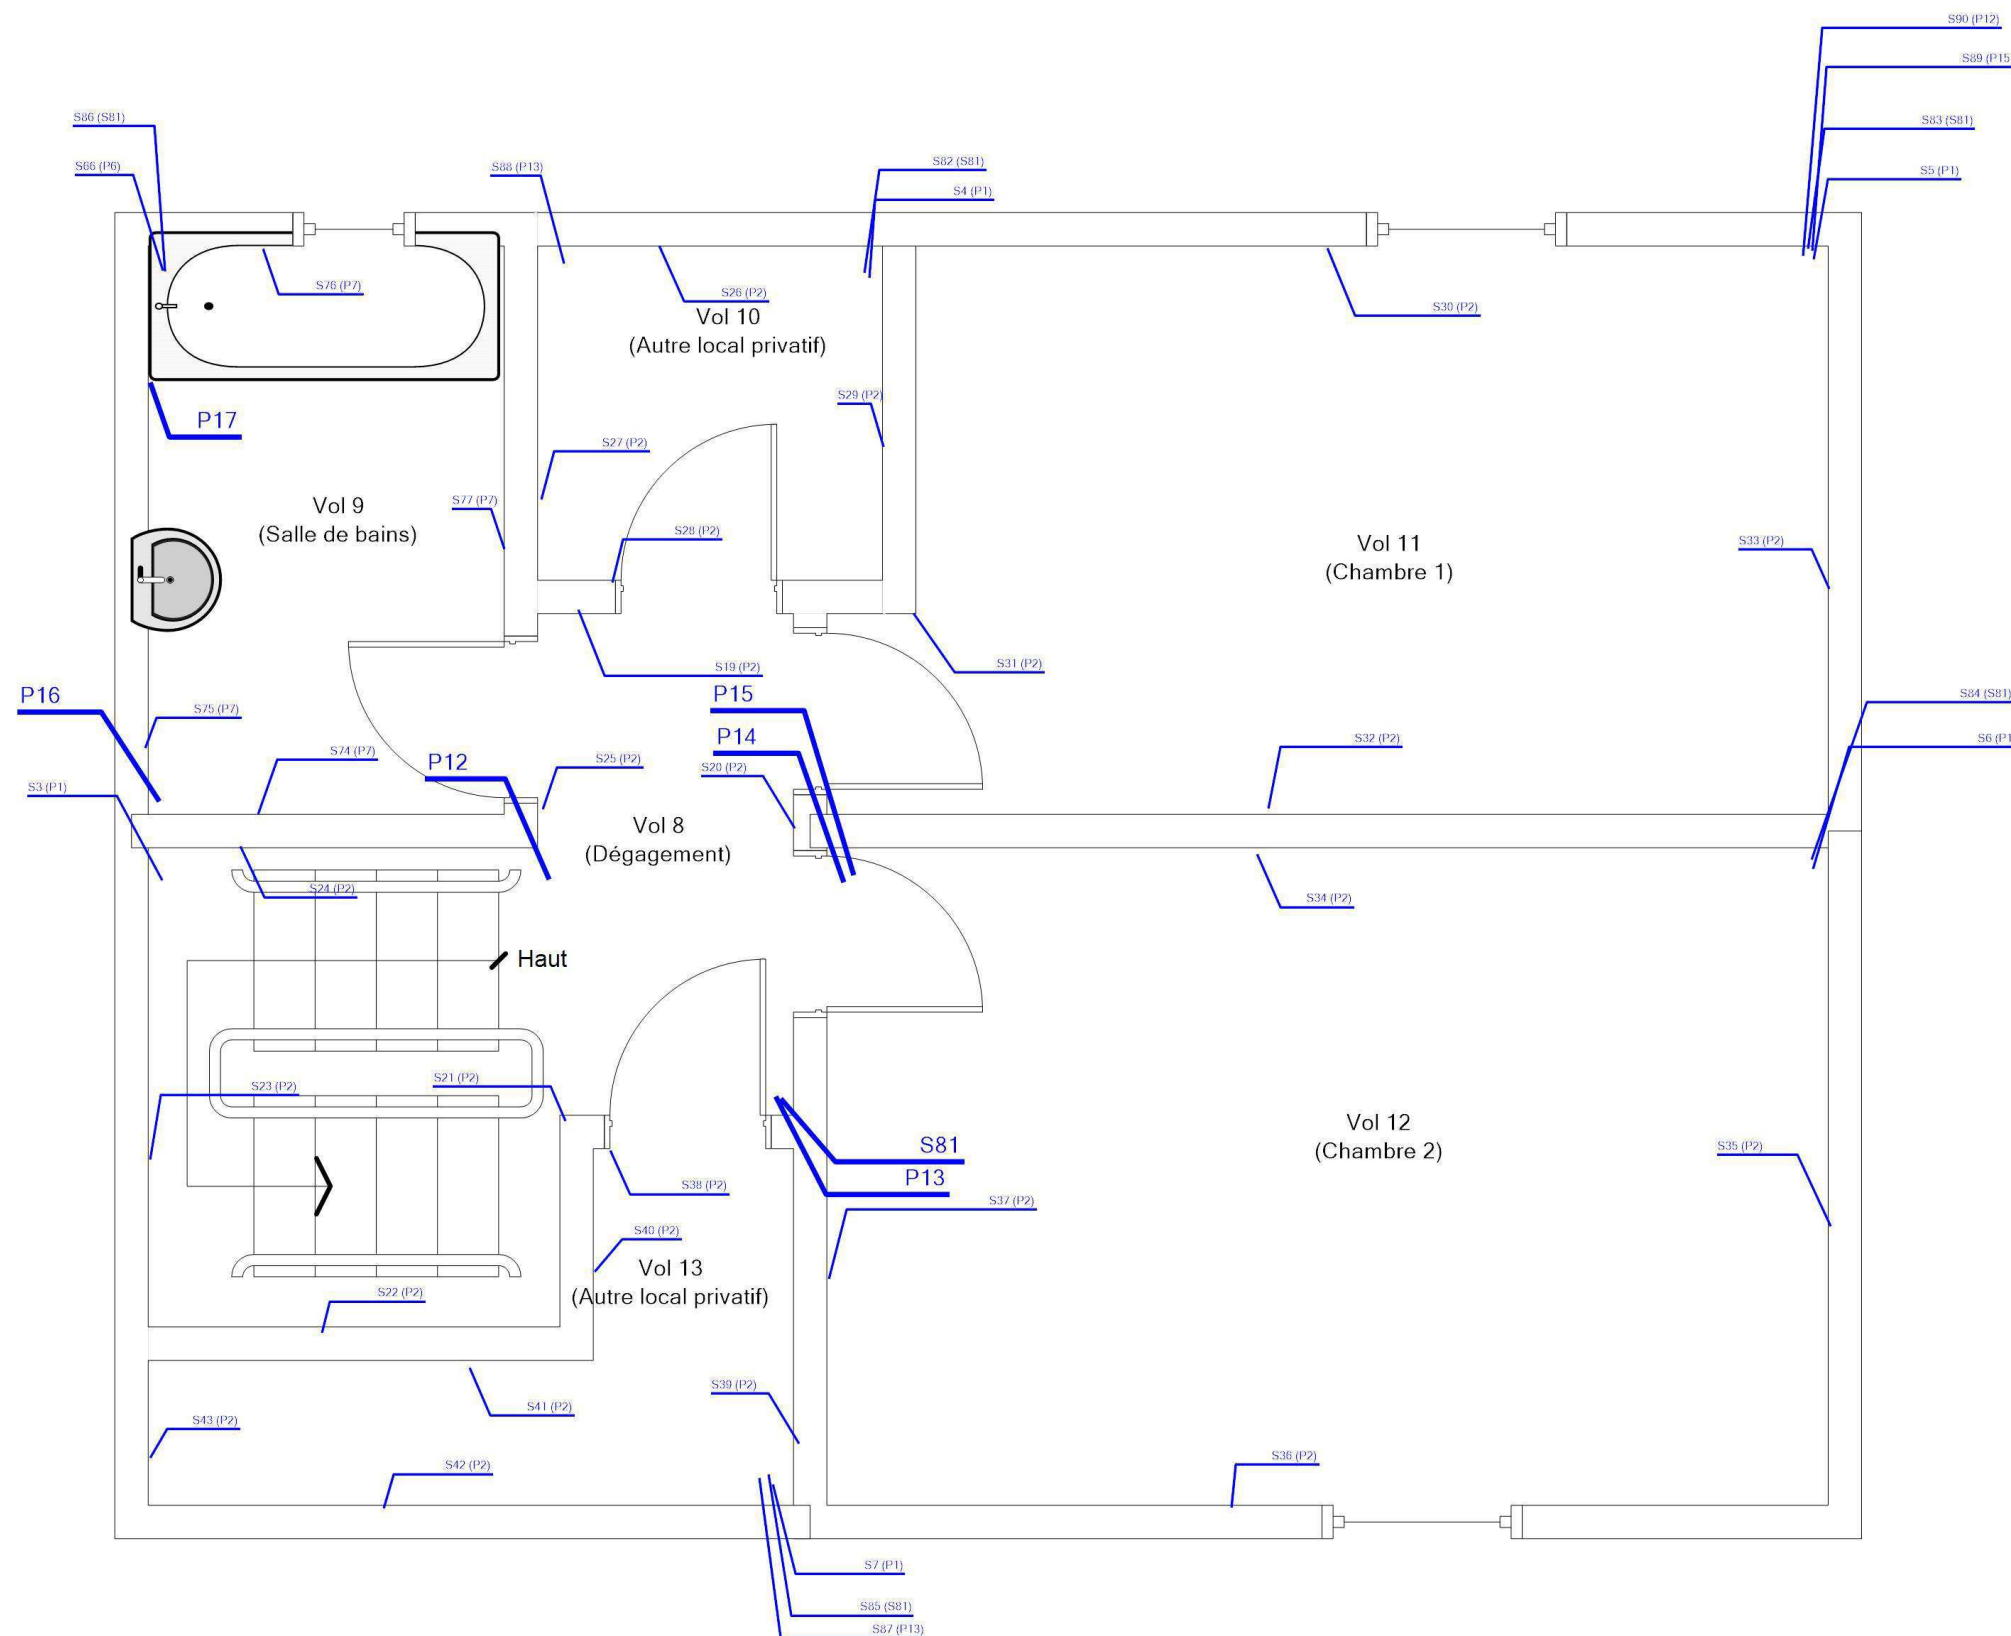 S90 (P12)
S89 (P15
S86 (S81)
S83 (S81)
S66 (P6)
S88 (P13)
S82 (S81)
S4 (P1)
S5 (P1)
S76 (P7)
S26 (P2)
S30 (P2)
Vol 10
(Autre local privatif)
S29 (P2)
P17
S27 (P2)
S77 (P7)
Vol 9
(Salle de bains)
S28 (P2)
Vol 11
(Chambre 1)
S33 (P2)
S19 (P2)
S31 (P2)
P16
P15
S84 (S81)
S75 (P7)
S74 (P7)
P14
S32 (P2)
S6 (P1
P12
S25 (P2)
S20 (P2)
S3 (P1)
Vol 8
(Dégagement)
S24 (P2)
S34 (P2)
Haut
S23 (P2)
S21 (P2)
Vol 12
(Chambre 2)
S81
S35 (P2)
P13
S38 (P2)
S37 (P2)
S40 (P2)
Vol 13
(Autre local privatif)
S22 (P2)
S39 (P2)
S41 (P2)
S43 (P2)
S42 (P2)
S36 (P2)
S7 (P1)
S85 (S81)
S87 (P13)